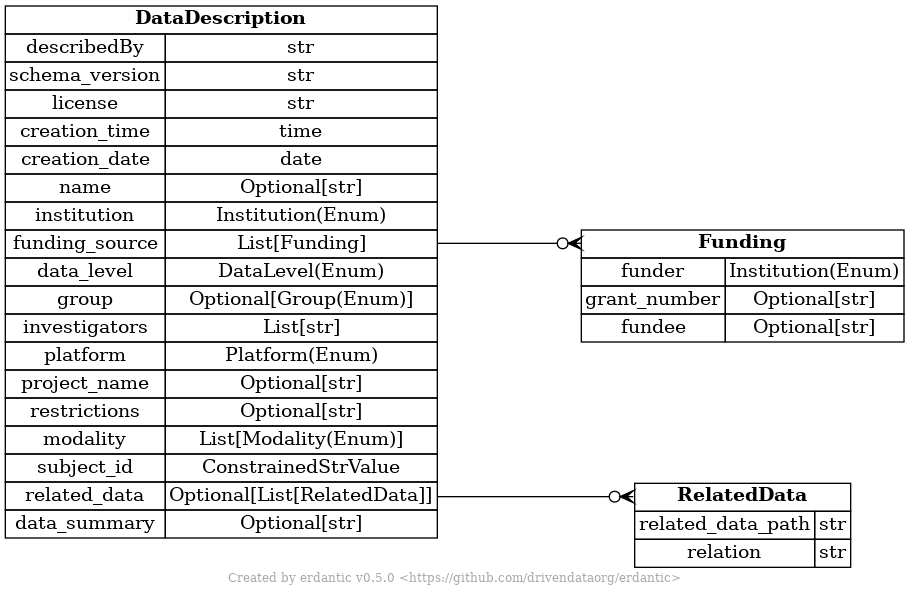 DataDescription
describedBy str
schema_version str
license str
creation_time time
creation_date date
name Optional[str]
institution Institution(Enum)
funding_source List[Funding]
data_level DataLevel(Enum)
group Optional[Group(Enum)]
investigators List[str]
platform Platform(Enum)
project_name Optional[str]
restrictions Optional[str]
modality List[Modality(Enum)]
subject_id ConstrainedStrValue
related_data Optional[List[RelatedData]]
data_summary Optional[str]
Funding
funder Institution(Enum)
grant_number Optional[str]
fundee Optional[str]
RelatedData
related_data_path str
relation str
Created by erdantic v0.5.0 <https://github.com/drivendataorg/erdantic>